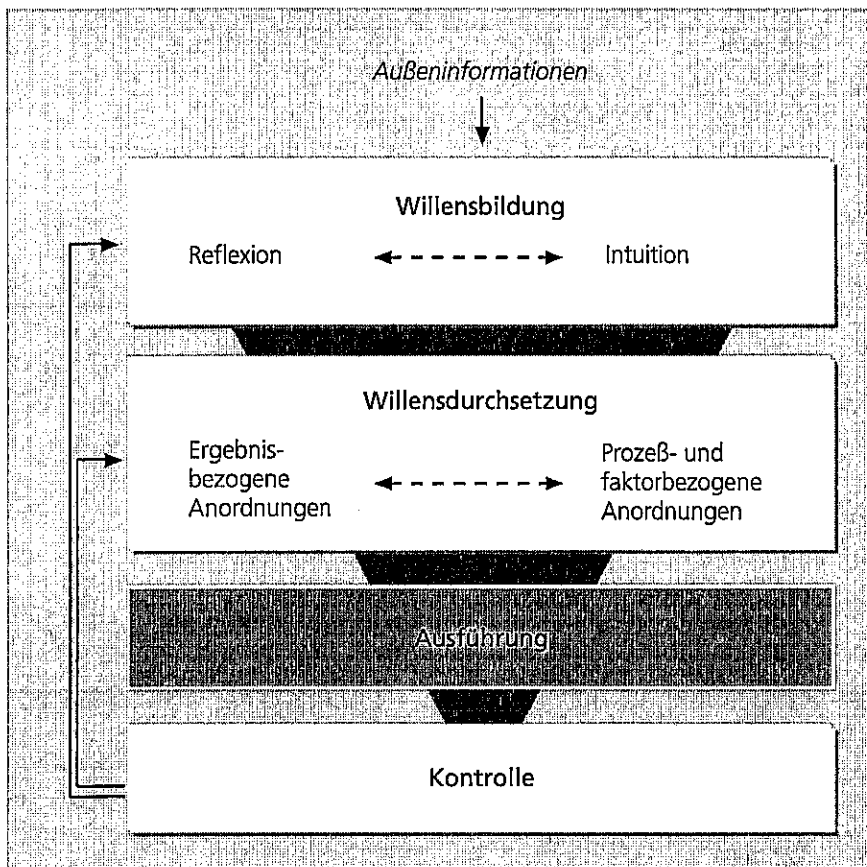 Außeninformationen
Willensbildung
Reflexion
Intuition
Willensdurchsetzung
Ergebnis-
bezogene
Anordnungen
Prozeß- und
faktorbezogene
Anordnungen
Ausführung
Kontrolle